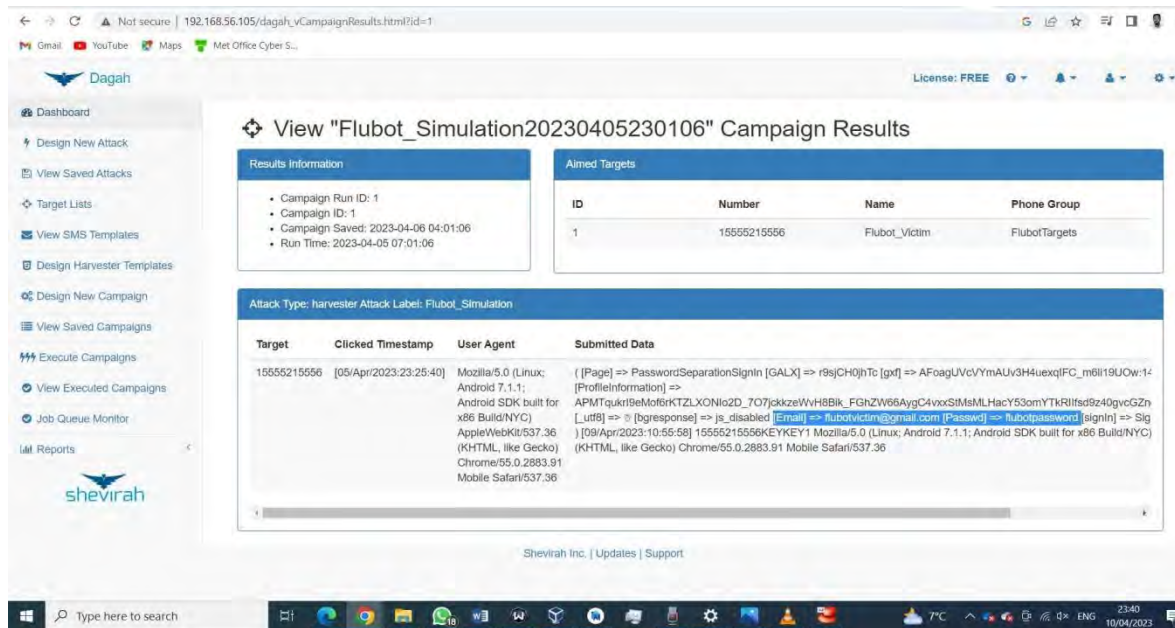 Not secure | 192.168.56.105/dagah_vCampaignResults.html?id=1
Gmail YouTube Maps Met Office Cyber S...
Dagah
License: FREE
Dashboard
Design New Attack
View Saved Attacks
Target Lists
View SMS Templates
Design Harvester Templates
Design New Campaign
View Saved Campaigns
Execute Campaigns
View Executed Campaigns
Job Queue Monitor
Reports
shevirah
View "Flubot_Simulation20230405230106" Campaign Results
Results Information
Campaign Run ID: 1
Campaign ID: 1
Campaign Saved: 2023-04-06 04:01:06
Run Time: 2023-04-05 07:01:06
Aimed Targets
ID Number Name Phone Group
1 15555215556 Flubot_Victim FlubotTargets
Attack Type: harvester Attack Label: Flubot_Simulation
Target Clicked Timestamp User Agent Submitted Data
15555215556 [05/Apr/2023:23:25:40]
Mozilla/5.0 (Linux;
Android 7.1.1;
Android SDK built for
x86 Build/NYC)
AppleWebKit/537.36
(KHTML, like Gecko)
Chrome/55.0.2883.91
Mobile Safari/537.36
( [Page] => PasswordSeparationSignIn [GALX] => r9sjCH0jhTc [gxf] =>
[ProfileInformation] =>
[_utf8] => [bgresponse] => js_disabled [Email] => flubotvictim@gmail.com [Passwd] => flubotpassword [signIn] => Sig
) [09/Apr/2023:10:55:58] 15555215556KEYKEY1 Mozilla/5.0 (Linux; Android 7.1.1; Android SDK built for x86 Build/NYC)
(KHTML, like Gecko) Chrome/55.0.2883.91 Mobile Safari/537.36
Shevirah Inc. | Updates | Support
Type here to search
18
7°C
ENG
23:40
10/04/2023